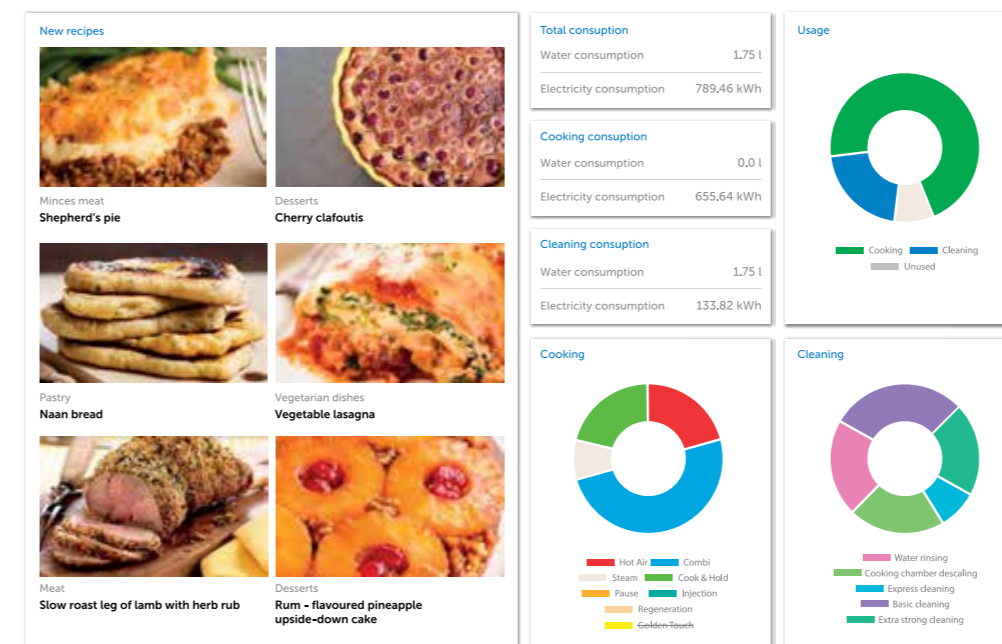 New recipes
Minces meat
Shepherd's pie
Desserts
Cherry clafoutis
Pastry
Naan bread
Vegetarian dishes
Vegetable lasagna
Meat
Slow roast leg of lamb with herb rub
Desserts
Rum - flavoured pineapple
upside-down cake
Total consuption
Water consumption 1.75 l
Electricity consumption 789.46 kWh
Cooking consuption
Water consumption 0.0 l
Electricity consumption 655.64 kWh
Cleaning consuption
Water consumption 1.75 l
Electricity consumption 133.82 kWh
Usage
Cooking Cleaning
Unused
Cooking
Hot Air Combi
Steam Cook & Hold
Pause Injection
Regeneration
Golden Touch
Cleaning
Water rinsing
Cooking chamber descaling
Express cleaning
Basic cleaning
Extra strong cleaning